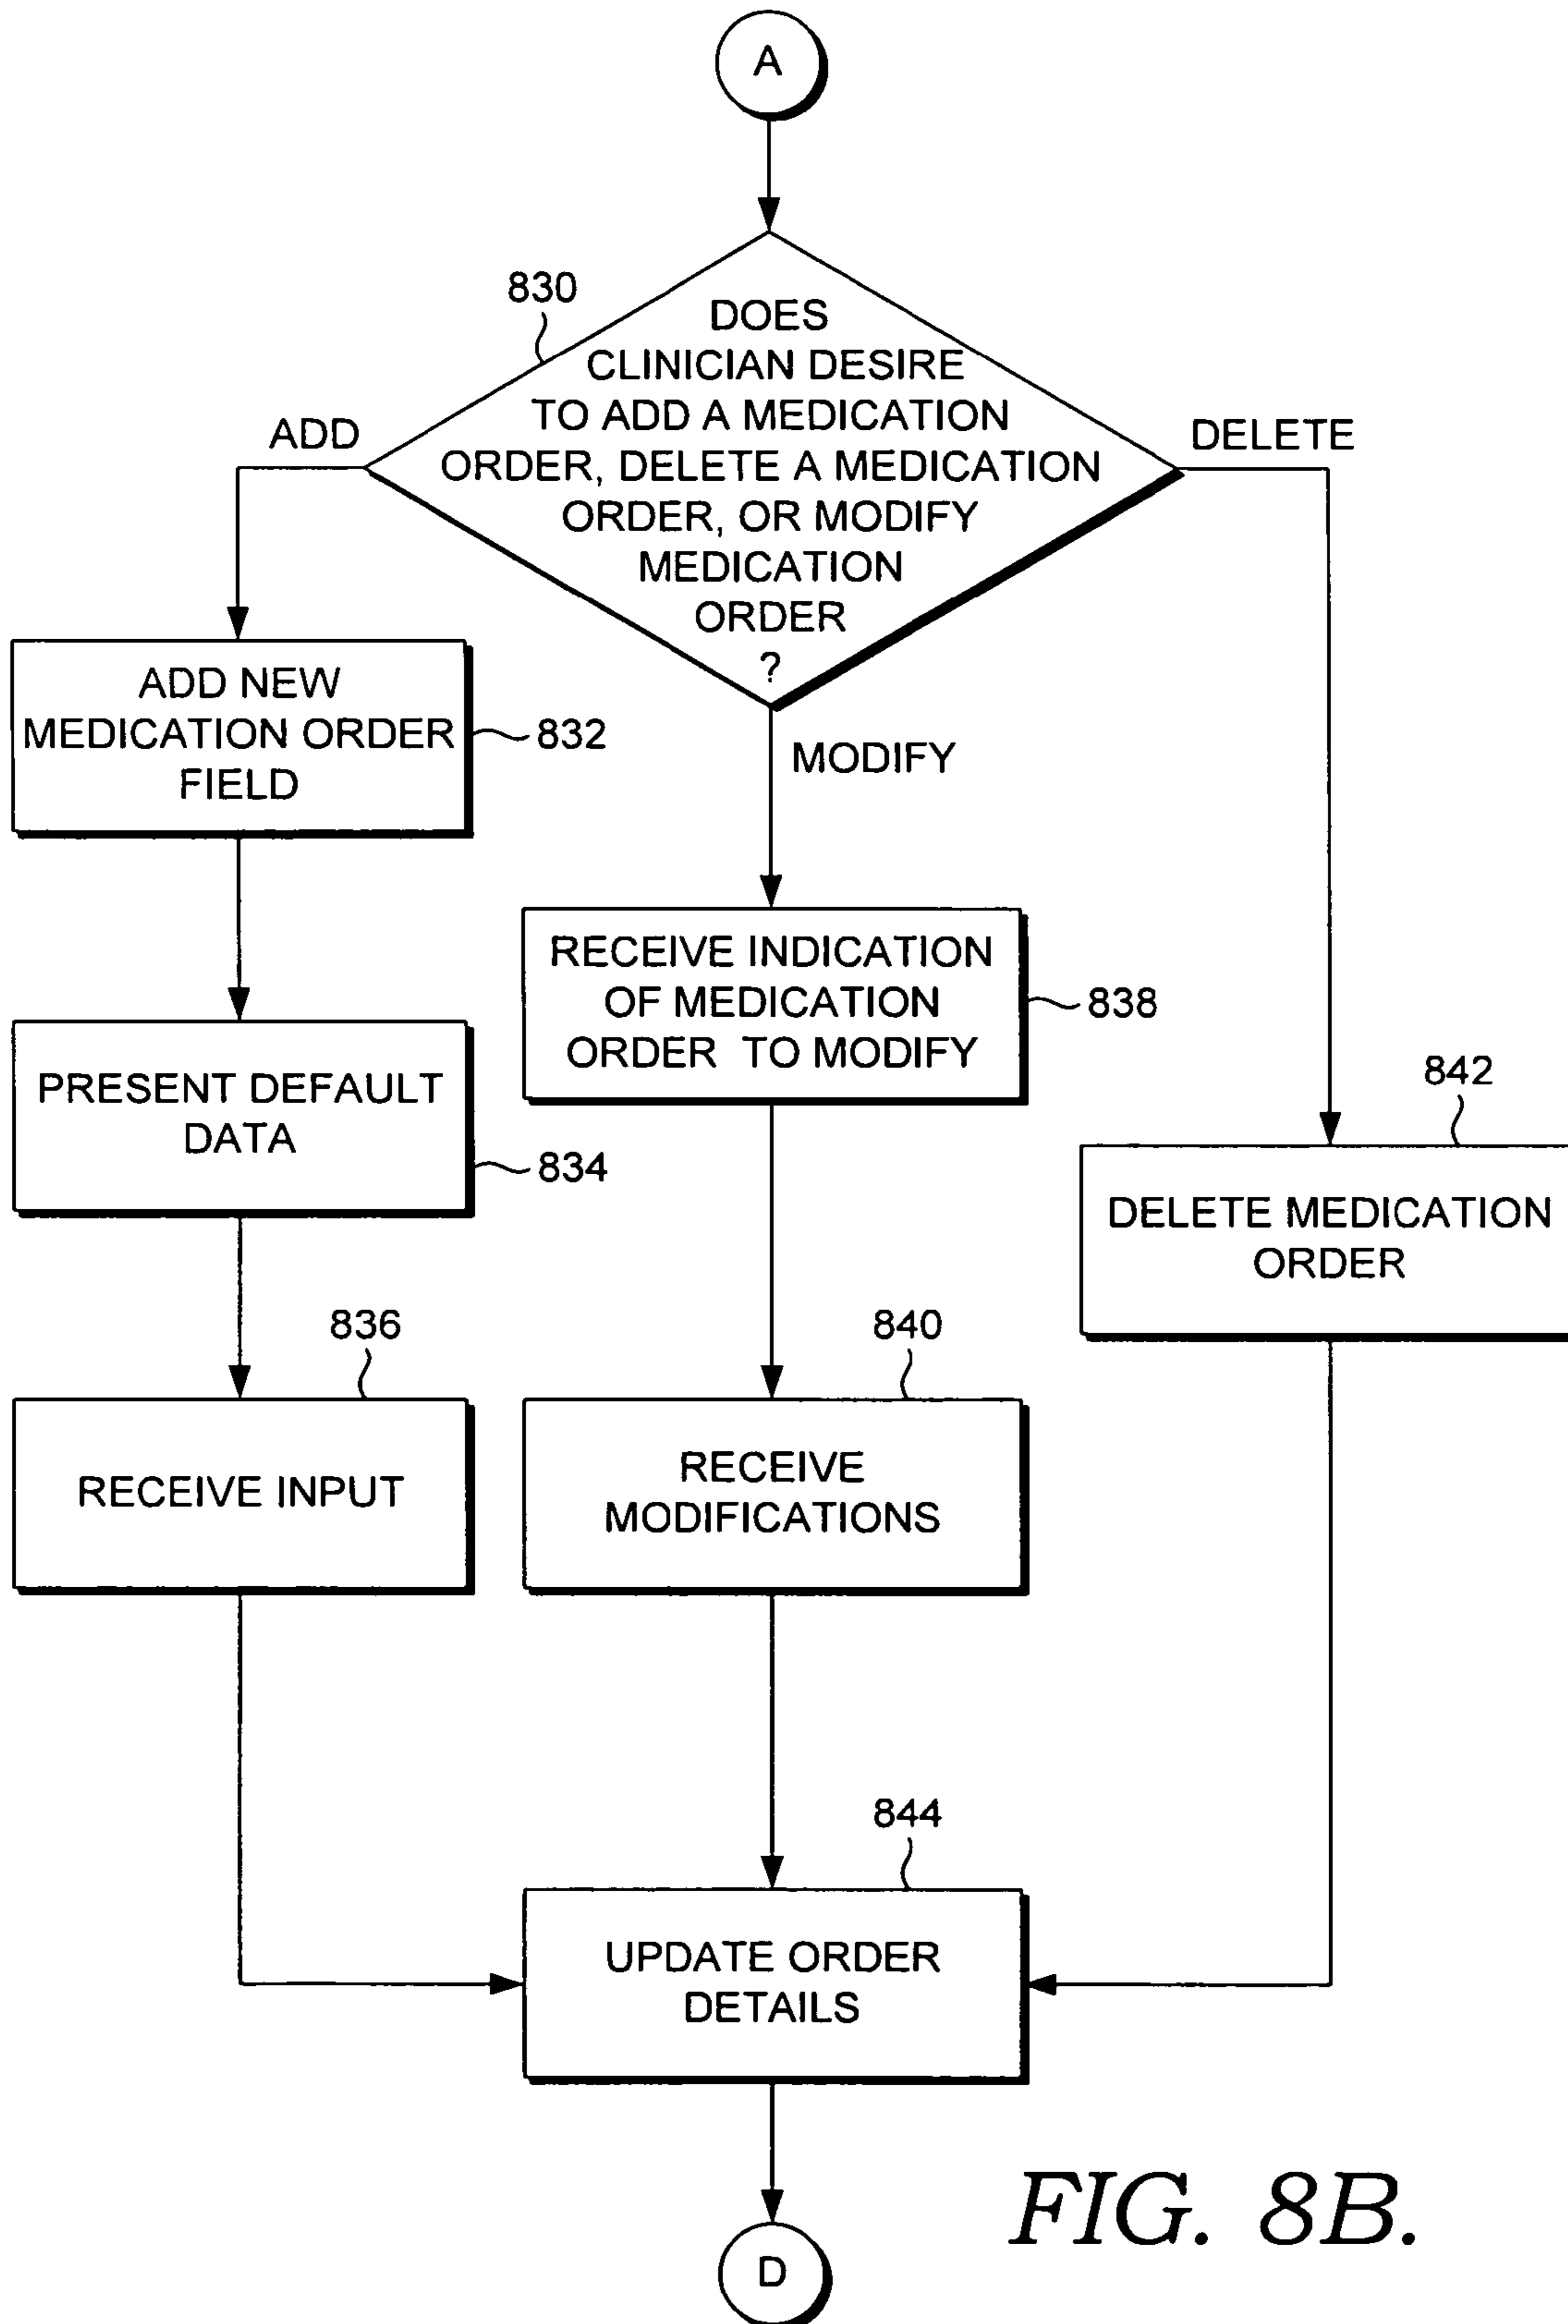 A
830
DOES
CLINICIAN DESIRE
TO ADD A MEDICATION
ORDER, DELETE A MEDICATION
ORDER, OR MODIFY
MEDICATION
ORDER
?
ADD
DELETE
MODIFY
ADD NEW
MEDICATION ORDER
FIELD
832
PRESENT DEFAULT
DATA
834
836
RECEIVE INPUT
RECEIVE INDICATION
OF MEDICATION
ORDER TO MODIFY
838
840
RECEIVE
MODIFICATIONS
842
DELETE MEDICATION
ORDER
844
UPDATE ORDER
DETAILS
D
FIG. 8B.